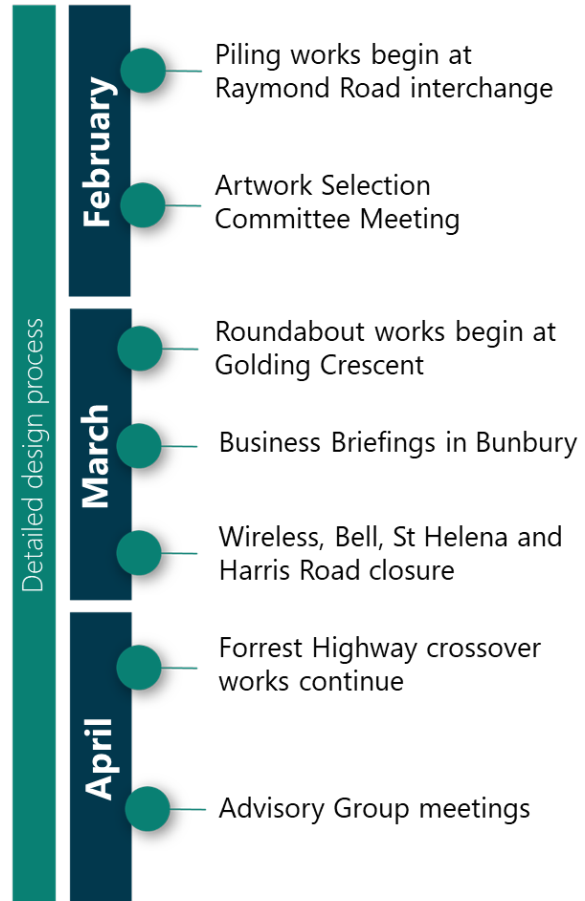 Detailed design process
February
Piling works begin at
Raymond Road interchange
Artwork Selection
Committee Meeting
March
Roundabout works begin at
Golding Crescent
Business Briefings in Bunbury
Wireless, Bell, St Helena and
Harris Road closure
April
Forrest Highway crossover
works continue
Advisory Group meetings